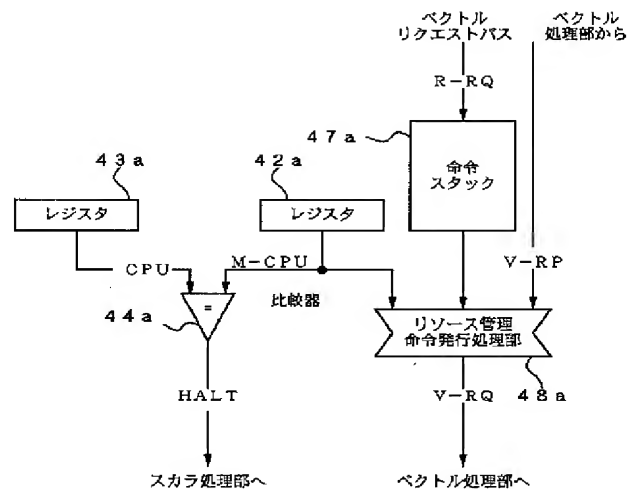 ベクトル
リクエストパス
ベクトル
処理部から
R-RQ
47a
命令
スタック
43a
42a
レジスタ
レジスタ
CPU
M-CPU
V-RP
=
比較器
44a
リソース管理
命令発行処理部
48a
HALT
V-RQ
スカラ処理部へ
ベクトル処理部へ